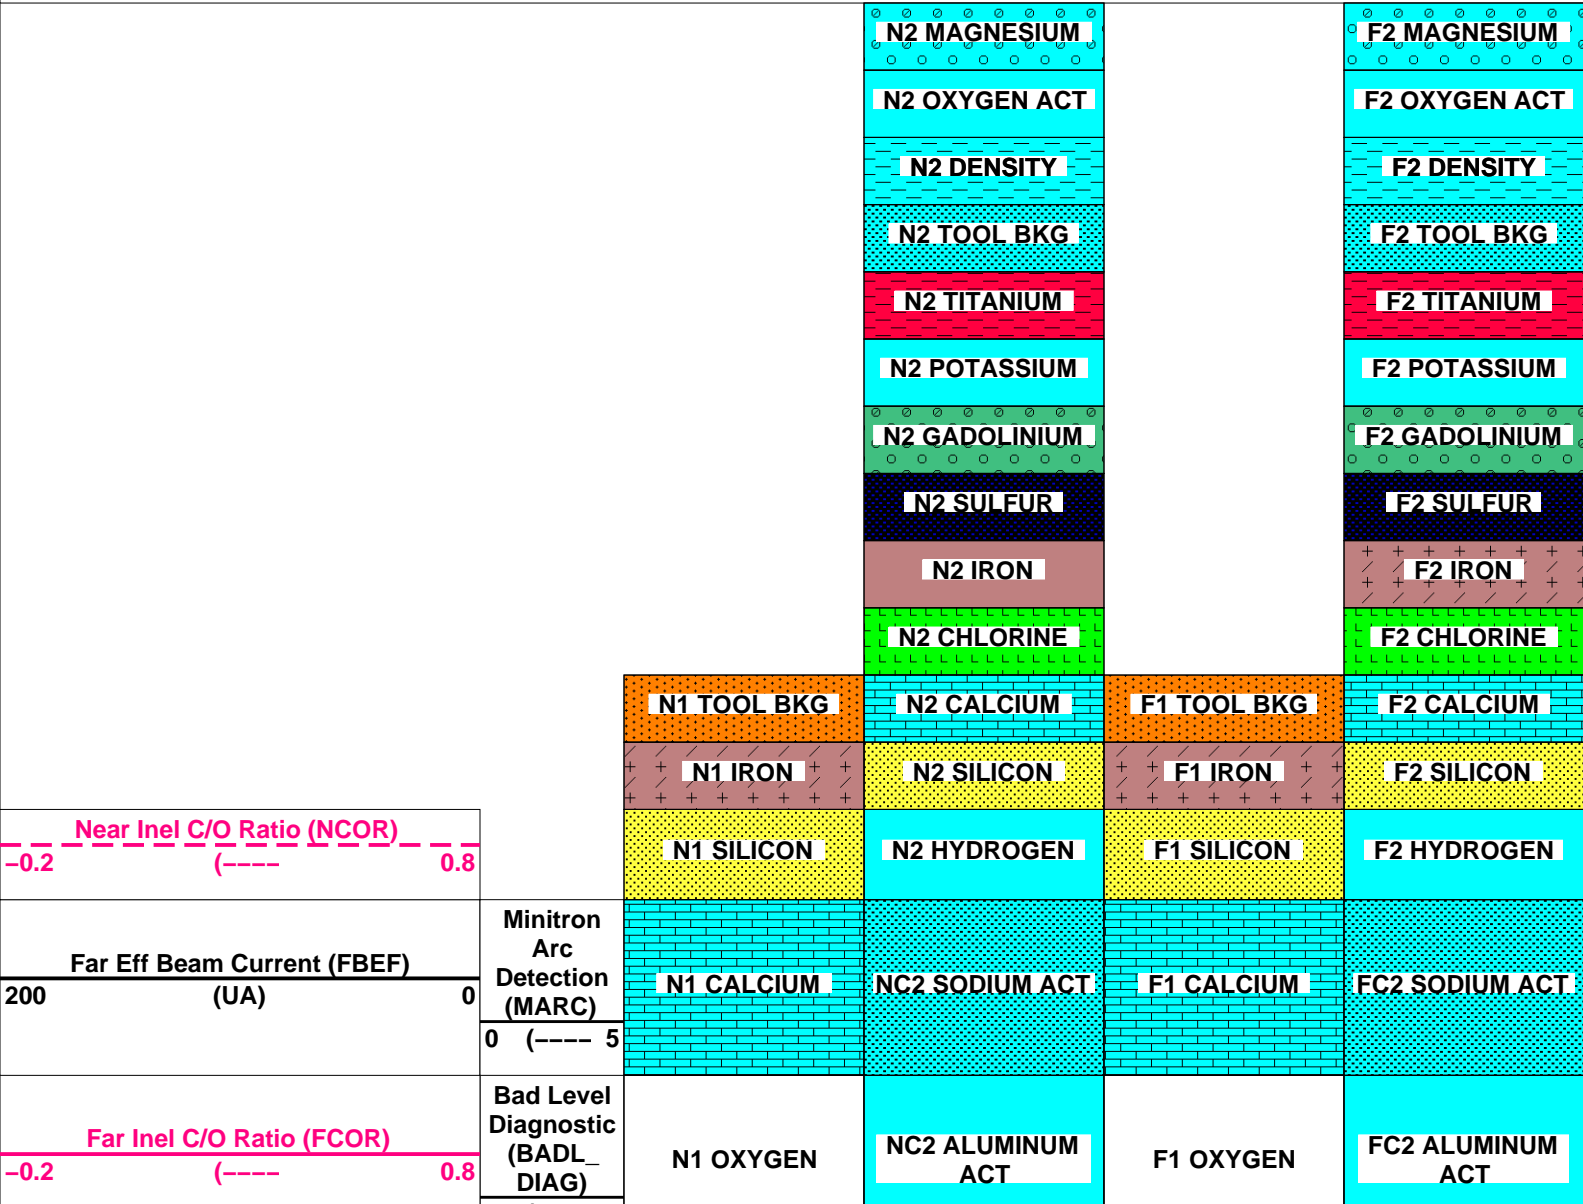 N2 MAGNESIUM F2 MAGNESIUM
N2 OXYGEN ACT F2 OXYGEN ACT
N2 DENSITY F2 DENSITY
N2 TOOL BKG F2 TOOL BKG
N2 TITANIUM F2 TITANIUM
N2 POTASSIUM F2 POTASSIUM
N2 GADOLINIUM F2 GADOLINIUM
N2 SULFUR F2 SULFUR
N2 IRON F2 IRON
N2 CHLORINE F2 CHLORINE
N1 TOOL BKG N2 CALCIUM F1 TOOL BKG F2 CALCIUM
N1 IRON N2 SILICON F1 IRON F2 SILICON
Near Inel C/O Ratio (NCOR)
−0.2 (−−−− 0.8
N1 SILICON N2 HYDROGEN F1 SILICON F2 HYDROGEN
Far Eff Beam Current (FBEF)
200 (UA) 0
Minitron
Arc
Detection
(MARC)
0 (−−−− 5
N1 CALCIUM NC2 SODIUM ACT F1 CALCIUM FC2 SODIUM ACT
Far Inel C/O Ratio (FCOR)
−0.2 (−−−− 0.8
Bad Level
Diagnostic
(BADL_
DIAG)
N1 OXYGEN
NC2 ALUMINUM
ACT
F1 OXYGEN
FC2 ALUMINUM
ACT